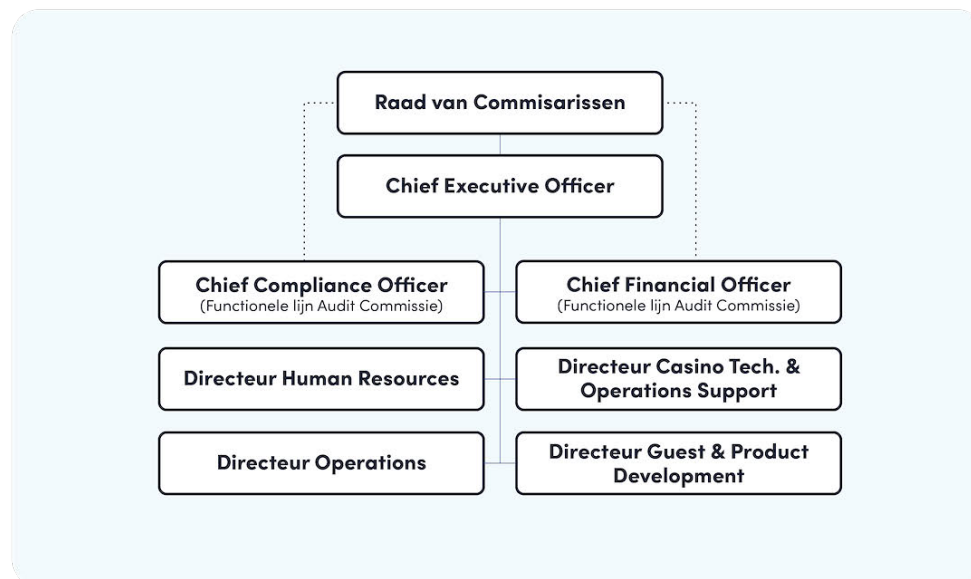 Raad van Commisarissen
Chief Executive Officer
Chief Compliance Officer
(Functionele lijn Audit Commissie)
Chief Financial Officer
(Functionele lijn Audit Commissie)
Directeur Human Resources
Directeur Casino Tech. &
Operations Support
Directeur Operations
Directeur Guest & Product
Development